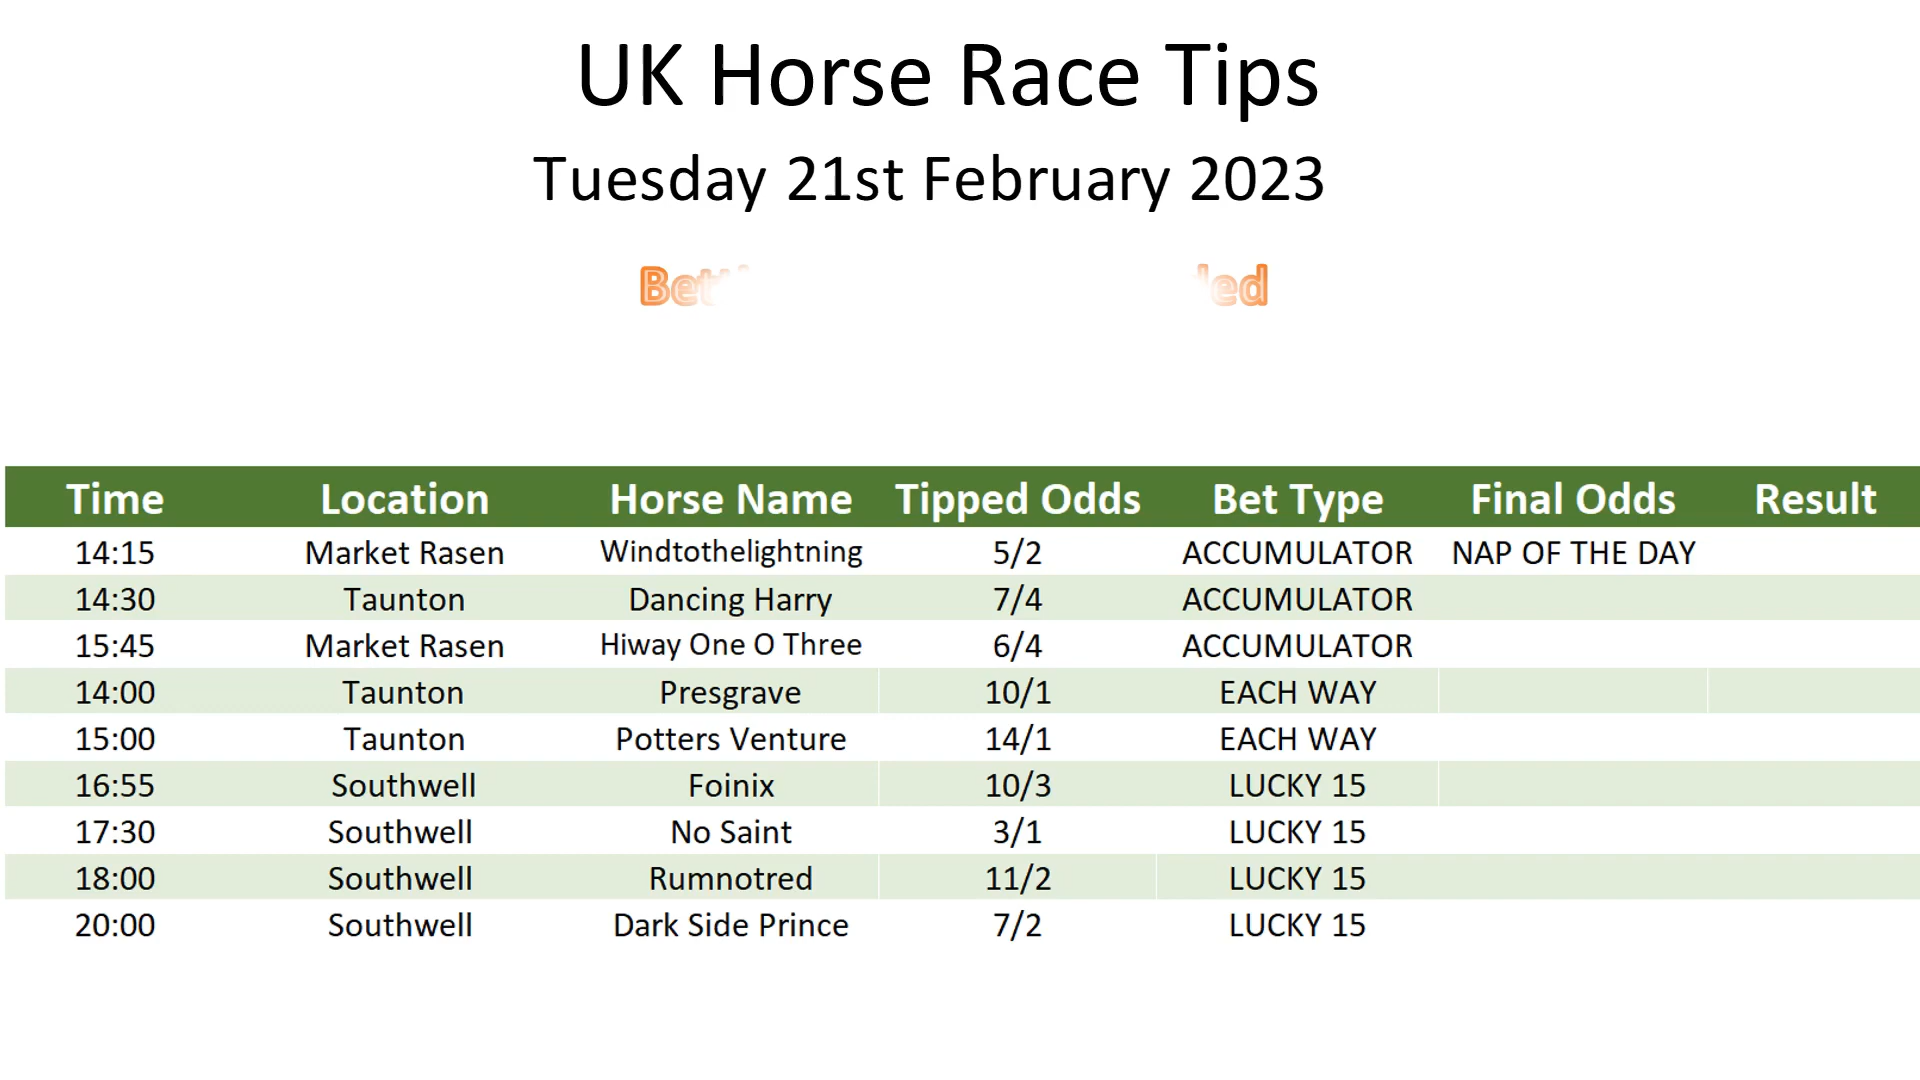 UK Horse Race Tips
Tuesday 21st February 2023
Time Location Horse Name Tipped Odds Bet Type Final Odds Result
14:15 Market Rasen Windtothelightning 5/2 ACCUMULATOR NAP OF THE DAY
14:30 Taunton Dancing Harry 7/4 ACCUMULATOR
15:45 Market Rasen Hiway One O Three 6/4 ACCUMULATOR
14:00 Taunton Presgrave 10/1 EACH WAY
15:00 Taunton Potters Venture 14/1 EACH WAY
16:55 Southwell Foinix 10/3 LUCKY 15
17:30 Southwell No Saint 3/1 LUCKY 15
18:00 Southwell Rumnotred 11/2 LUCKY 15
20:00 Southwell Dark Side Prince 7/2 LUCKY 15